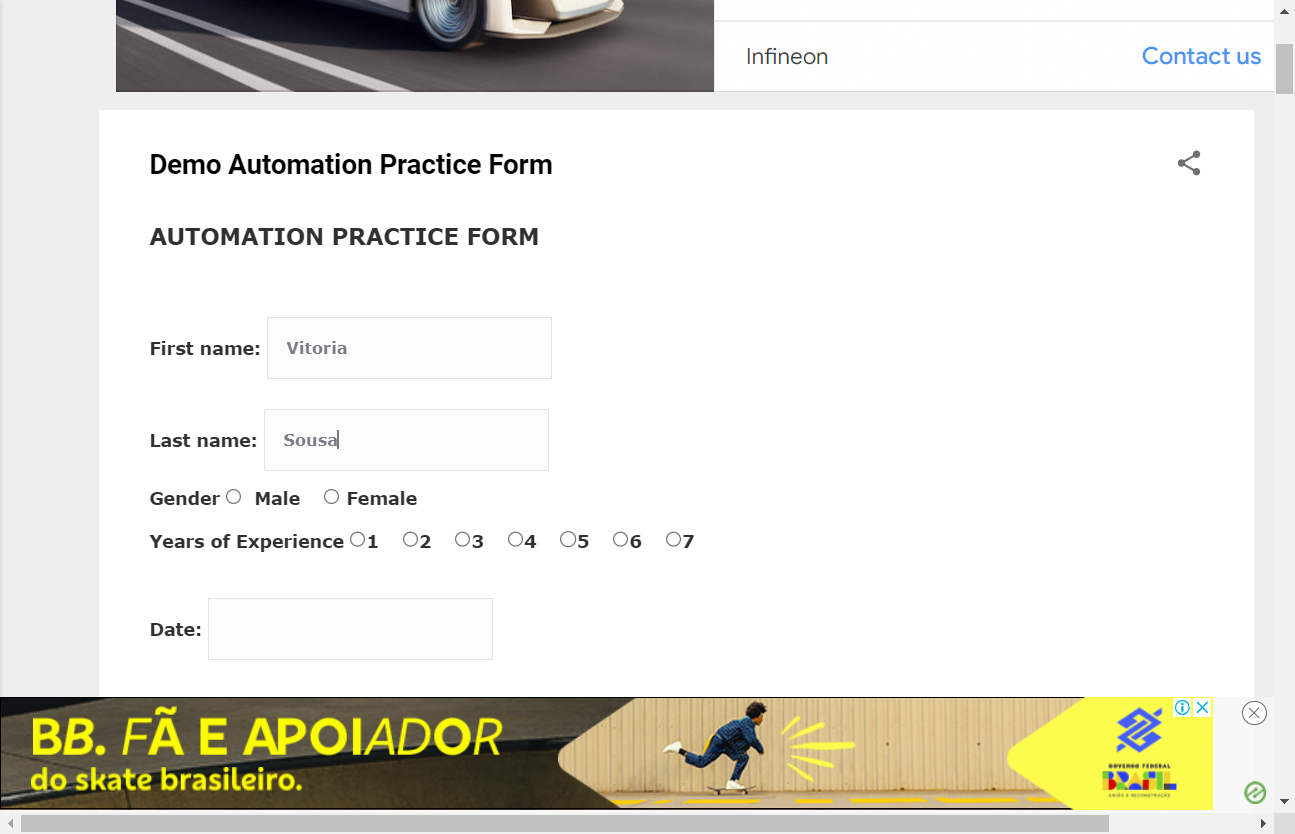 Infineon Contact us
Demo Automation Practice Form
AUTOMATION PRACTICE FORM
First name: Vitoria
Last name: Sousa
Gender Male Female
Years of Experience 1 2 3 4 5 6 7
Date:
BB. FÃ E APOIADOR
do skate brasileiro.
GOVERNO FEDERAL
BRASIL
UNIÃO E RECONSTRUÇÃO